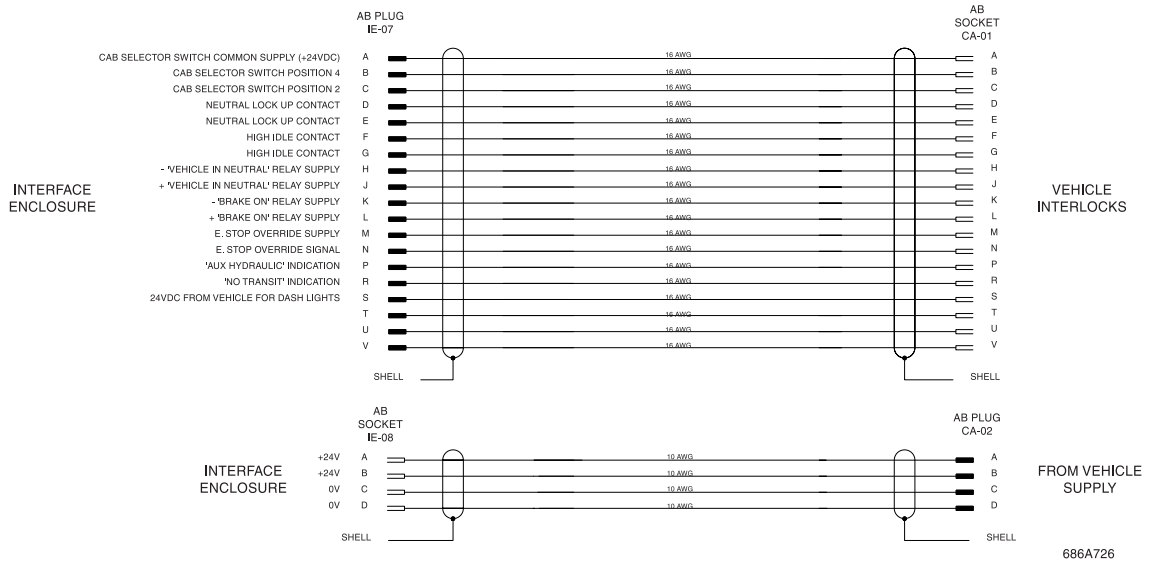 AB PLUG
IE-07
AB
SOCKET
CA-01
CAB SELECTOR SWITCH COMMON SUPPLY (+24VDC) A 16 AWG A
CAB SELECTOR SWITCH POSITION 4 B 16 AWG B
CAB SELECTOR SWITCH POSITION 2 C 16 AWG C
NEUTRAL LOCK UP CONTACT D 16 AWG D
NEUTRAL LOCK UP CONTACT E 16 AWG E
HIGH IDLE CONTACT F 16 AWG F
HIGH IDLE CONTACT G 16 AWG G
- 'VEHICLE IN NEUTRAL' RELAY SUPPLY H 16 AWG H
+ 'VEHICLE IN NEUTRAL' RELAY SUPPLY J 16 AWG J
- 'BRAKE ON' RELAY SUPPLY K 16 AWG K
+ 'BRAKE ON' RELAY SUPPLY L 16 AWG L
E. STOP OVERRIDE SUPPLY M 16 AWG M
E. STOP OVERRIDE SIGNAL N 16 AWG N
'AUX HYDRAULIC' INDICATION P 16 AWG P
'NO TRANSIT' INDICATION R 16 AWG R
24VDC FROM VEHICLE FOR DASH LIGHTS S 16 AWG S
T 16 AWG T
U 16 AWG U
V 16 AWG V
INTERFACE
ENCLOSURE
VEHICLE
INTERLOCKS
SHELL SHELL
AB
SOCKET
IE-08
AB PLUG
CA-02
+24V A 10 AWG A
+24V B 10 AWG B
0V C 10 AWG C
0V D 10 AWG D
INTERFACE
ENCLOSURE
FROM VEHICLE
SUPPLY
SHELL SHELL
686A726